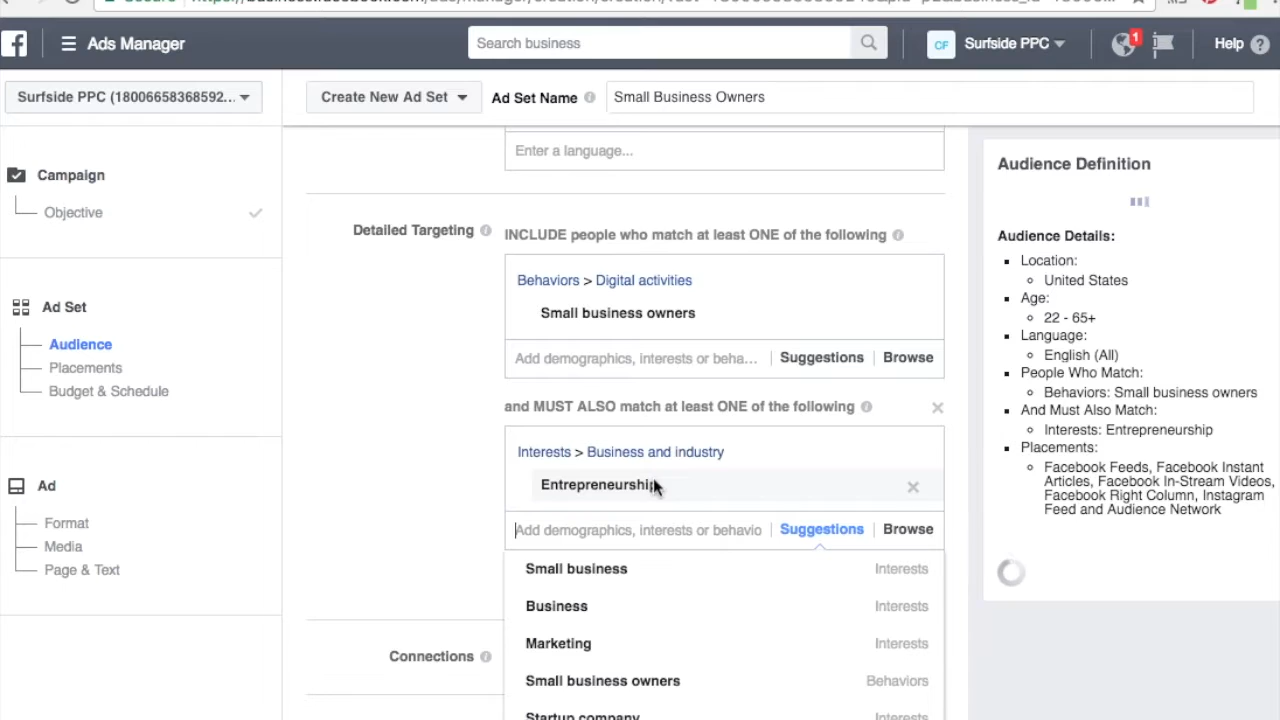 Ads Manager
Search business
CF
Surfside PPC
1
Help
Surfside PPC (18006658368592...
Create New Ad Set
Ad Set Name
Small Business Owners
Campaign
Objective
Ad Set
Audience
Placements
Budget & Schedule
Ad
Format
Media
Page & Text
Enter a language...
Detailed Targeting
INCLUDE people who match at least ONE of the following
Behaviors > Digital activities
Small business owners
Add demographics, interests or beha...
Suggestions
Browse
and MUST ALSO match at least ONE of the following
Interests > Business and industry
Entrepreneurship
Add demographics, interests or behavio
Suggestions
Browse
Small business Interests
Business Interests
Marketing Interests
Small business owners Behaviors
Startup company Interests
Connections
Audience Definition
Audience Details:
Location:
United States
Age:
22 - 65+
Language:
English (All)
People Who Match:
Behaviors: Small business owners
And Must Also Match:
Interests: Entrepreneurship
Placements:
Facebook Feeds, Facebook Instant
Articles, Facebook In-Stream Videos,
Facebook Right Column, Instagram
Feed and Audience Network